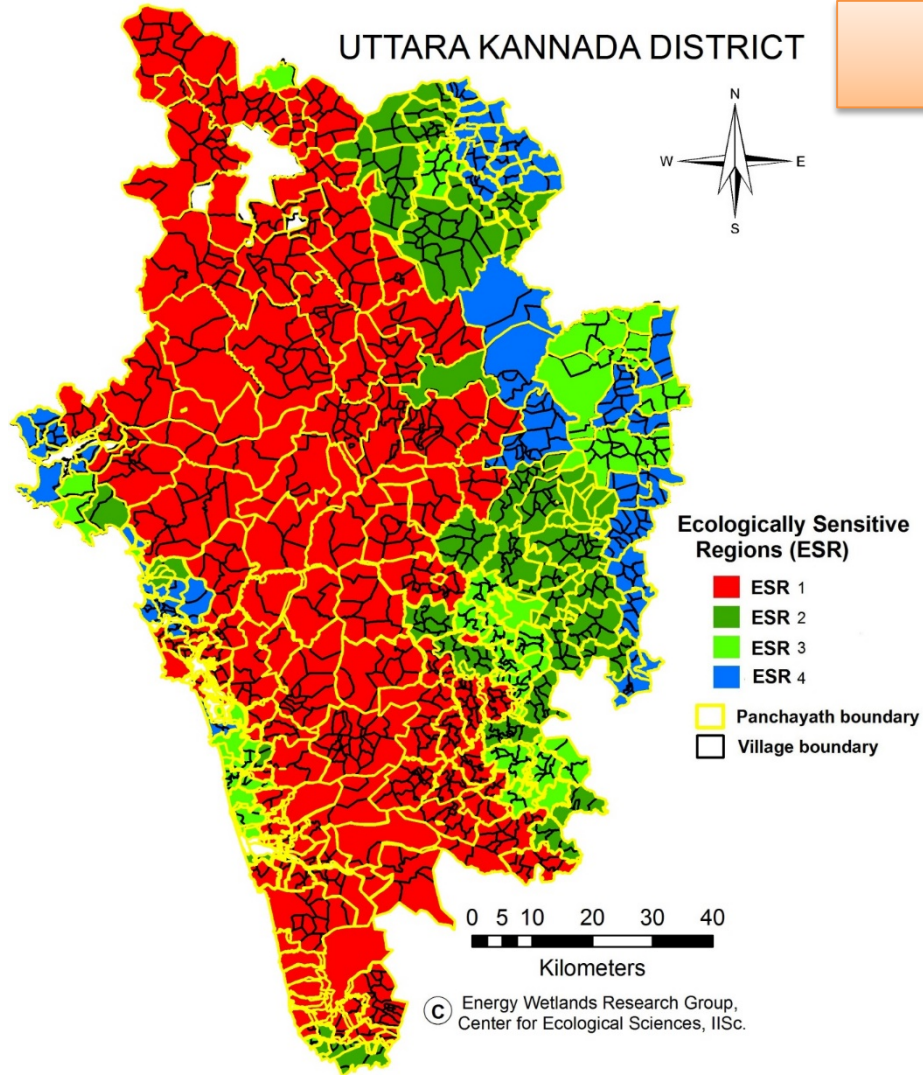 UTTARA KANNADA DISTRICT
N
W E
S
Ecologically Sensitive
Regions (ESR)
ESR 1
ESR 2
ESR 3
ESR 4
Panchayath boundary
Village boundary
0 5 10 20 30 40
Kilometers
C Energy Wetlands Research Group,
Center for Ecological Sciences, IISc.